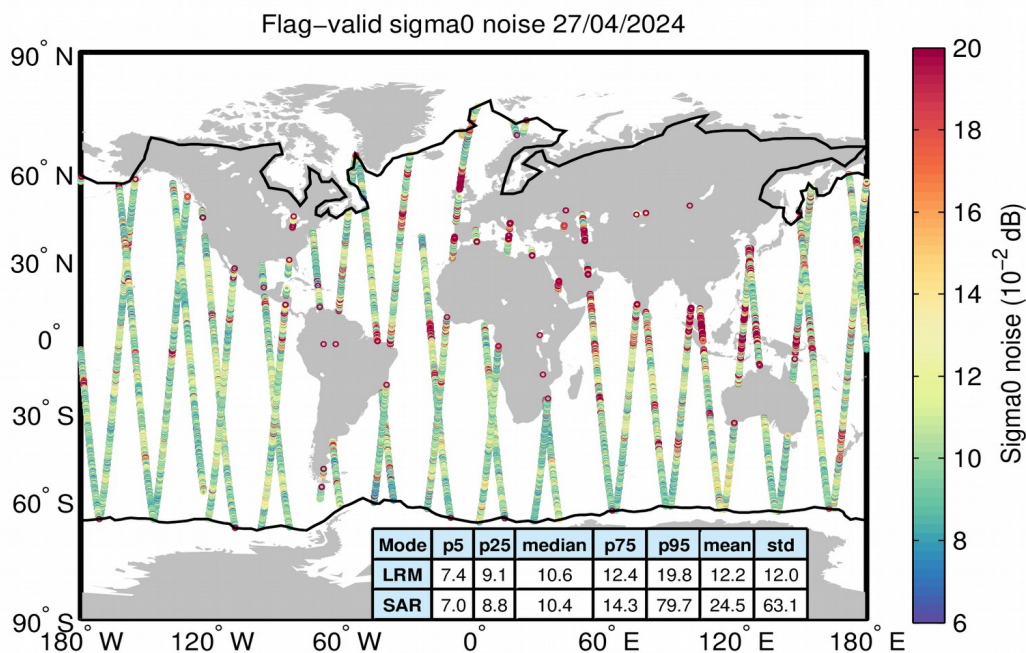 Flag−valid sigma0 noise 27/04/2024
90° N
60° N
30° N
0°
30° S
60° S
90° S
180° W
120° W
60° W
0°
60° E
120° E
180° E
Mode p5 p25 median p75 p95 mean std
LRM 7.4 9.1 10.6 12.4 19.8 12.2 12.0
SAR 7.0 8.8 10.4 14.3 79.7 24.5 63.1
20
18
16
14
12
10
8
6
Sigma0 noise (10⁻² dB)